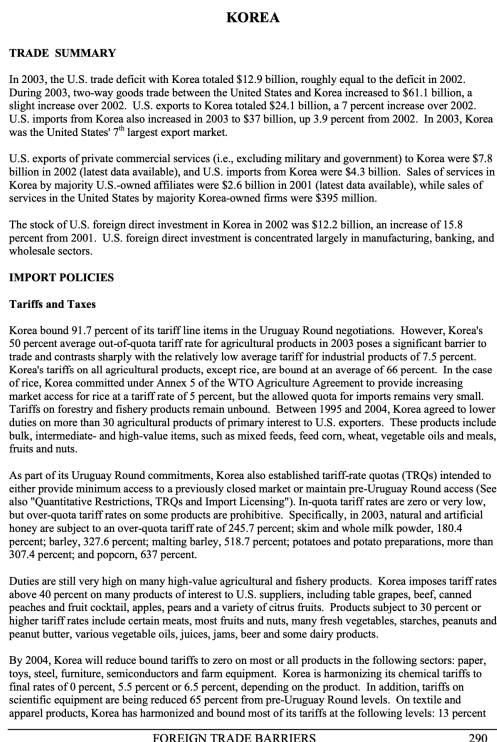 KOREA
TRADE SUMMARY
In 2003, the U.S. trade deficit with Korea totaled $12.9 billion, roughly equal to the deficit in 2002.
During 2003, two-way goods trade between the United States and Korea increased to $61.1 billion, a
slight increase over 2002. U.S. exports to Korea totaled $24.1 billion, a 7 percent increase over 2002.
U.S. imports from Korea also increased in 2003 to $37 billion, up 3.9 percent from 2002. In 2003, Korea
was the United States' 7th largest export market.
U.S. exports of private commercial services (i.e., excluding military and government) to Korea were $7.8
billion in 2002 (latest data available), and U.S. imports from Korea were $4.3 billion. Sales of services in
Korea by majority U.S.-owned affiliates were $2.6 billion in 2001 (latest data available), while sales of
services in the United States by majority Korea-owned firms were $395 million.
The stock of U.S. foreign direct investment in Korea in 2002 was $12.2 billion, an increase of 15.8
percent from 2001. U.S. foreign direct investment is concentrated largely in manufacturing, banking, and
wholesale sectors.
IMPORT POLICIES
Tariffs and Taxes
Korea bound 91.7 percent of its tariff line items in the Uruguay Round negotiations. However, Korea's
50 percent average out-of-quota tariff rate for agricultural products in 2003 poses a significant barrier to
trade and contrasts sharply with the relatively low average tariff for industrial products of 7.5 percent.
Korea's tariffs on all agricultural products, except rice, are bound at an average of 66 percent. In the case
of rice, Korea committed under Annex 5 of the WTO Agriculture Agreement to provide increasing
market access for rice at a tariff rate of 5 percent, but the allowed quota for imports remains very small.
Tariffs on forestry and fishery products remain unbound. Between 1995 and 2004, Korea agreed to lower
duties on more than 30 agricultural products of primary interest to U.S. exporters. These products include
bulk, intermediate- and high-value items, such as mixed feeds, feed corn, wheat, vegetable oils and meals,
fruits and nuts.
As part of its Uruguay Round commitments, Korea also established tariff-rate quotas (TRQs) intended to
either provide minimum access to a previously closed market or maintain pre-Uruguay Round access (See
also "Quantitative Restrictions, TRQs and Import Licensing"). In-quota tariff rates are zero or very low,
but over-quota tariff rates on some products are prohibitive. Specifically, in 2003, natural and artificial
honey are subject to an over-quota tariff rate of 245.7 percent; skim and whole milk powder, 180.4
percent; barley, 327.6 percent; malting barley, 518.7 percent; potatoes and potato preparations, more than
307.4 percent; and popcorn, 637 percent.
Duties are still very high on many high-value agricultural and fishery products. Korea imposes tariff rates
above 40 percent on many products of interest to U.S. suppliers, including table grapes, beef, canned
peaches and fruit cocktail, apples, pears and a variety of citrus fruits. Products subject to 30 percent or
higher tariff rates include certain meats, most fruits and nuts, many fresh vegetables, starches, peanuts and
peanut butter, various vegetable oils, juices, jams, beer and some dairy products.
By 2004, Korea will reduce bound tariffs to zero on most or all products in the following sectors: paper,
toys, steel, furniture, semiconductors and farm equipment. Korea is harmonizing its chemical tariffs to
final rates of 0 percent, 5.5 percent or 6.5 percent, depending on the product. In addition, tariffs on
scientific equipment are being reduced 65 percent from pre-Uruguay Round levels. On textile and
apparel products, Korea has harmonized and bound most of its tariffs at the following levels: 13 percent
FOREIGN TRADE BARRIERS 290